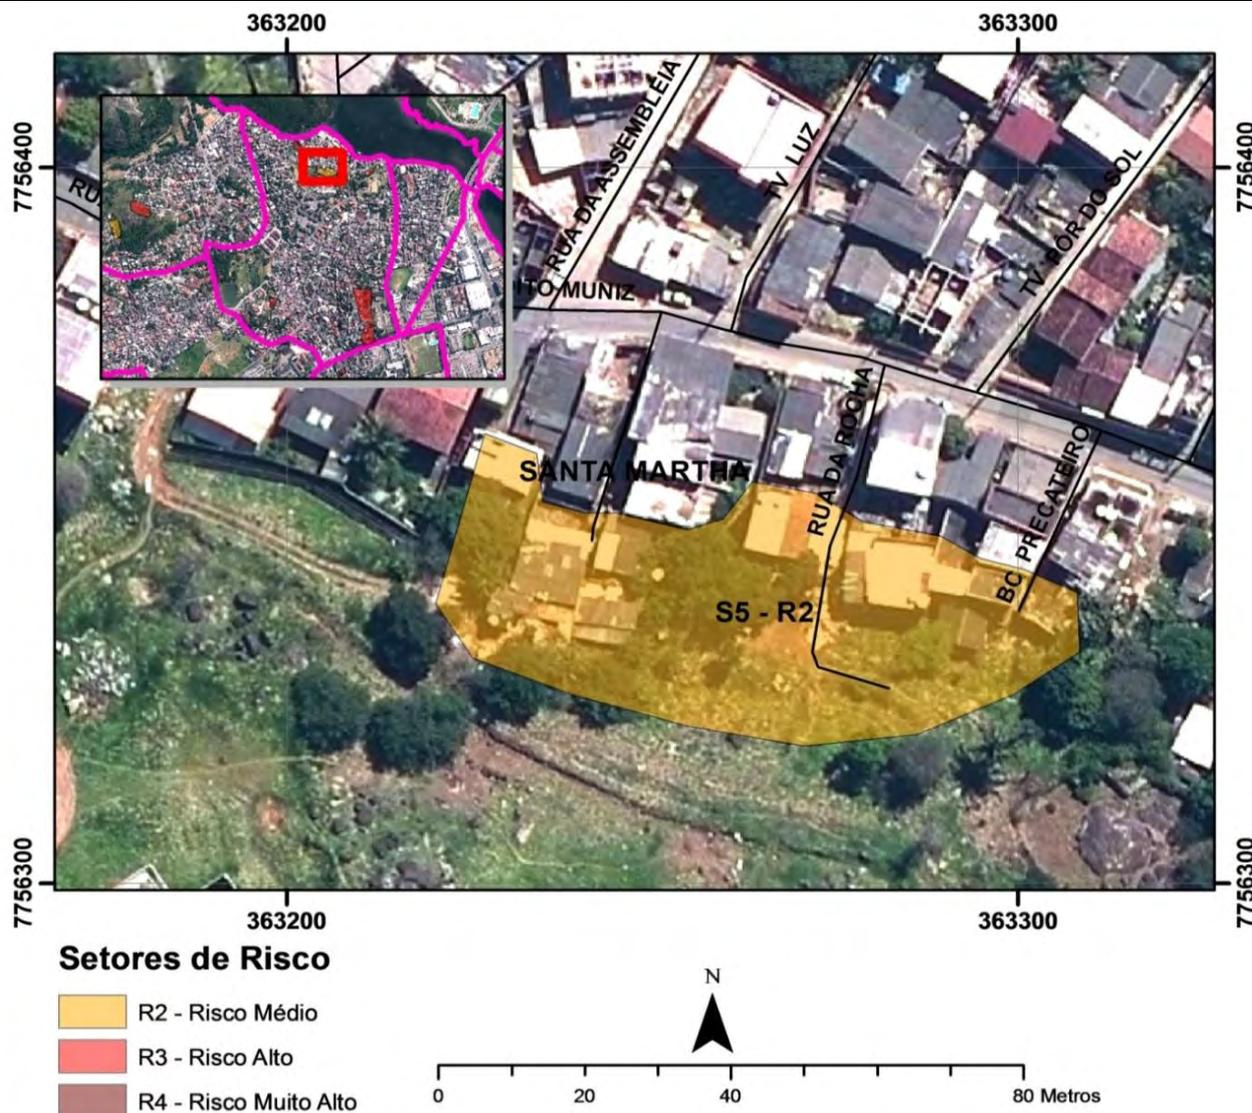 363200
363300
7756400
7756400
RUA DA ASSEMBLÉIA
TV LUZ
TV PÔR DO SOL
ITO MUNIZ
SANTA MARTHA
RUA DA ROCHA
BC PRECATEIRO
S5 - R2
7756300
7756300
363200
363300
Setores de Risco
R2 - Risco Médio
R3 - Risco Alto
R4 - Risco Muito Alto
N
0 20 40 80 Metros